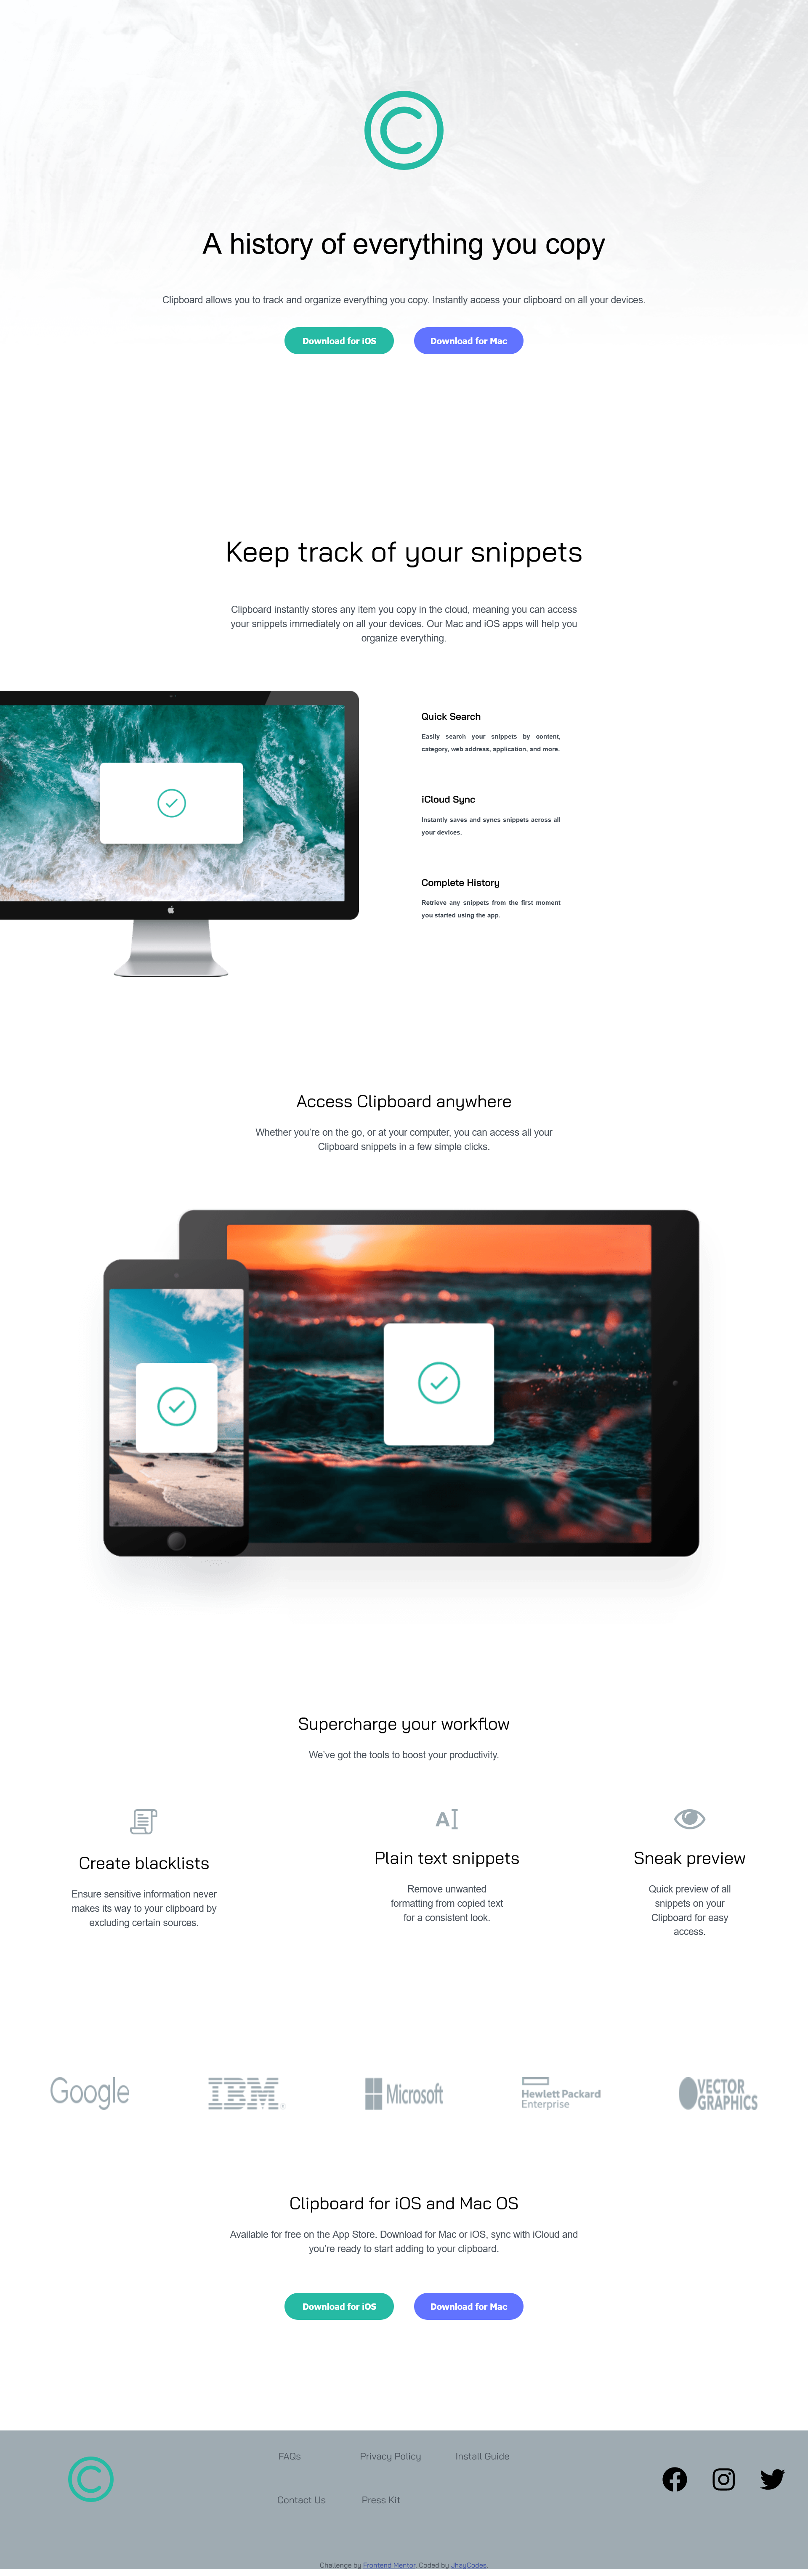 A history of everything you copy
Clipboard allows you to track and organize everything you copy. Instantly access your clipboard on all your devices.
Download for iOS
Download for Mac
Keep track of your snippets
Clipboard instantly stores any item you copy in the cloud, meaning you can access
your snippets immediately on all your devices. Our Mac and iOS apps will help you
organize everything.
Quick Search
Easily search your snippets by content,
category, web address, application, and more.
iCloud Sync
Instantly saves and syncs snippets across all
your devices.
Complete History
Retrieve any snippets from the first moment
you started using the app.
Access Clipboard anywhere
Whether you're on the go, or at your computer, you can access all your
Clipboard snippets in a few simple clicks.
Supercharge your workflow
We've got the tools to boost your productivity.
Create blacklists
Ensure sensitive information never
makes its way to your clipboard by
excluding certain sources.
Plain text snippets
Remove unwanted
formatting from copied text
for a consistent look.
Sneak preview
Quick preview of all
snippets on your
Clipboard for easy
access.
Google
IBM
Microsoft
Hewlett Packard
Enterprise
VECTOR
GRAPHICS
Clipboard for iOS and Mac OS
Available for free on the App Store. Download for Mac or iOS, sync with iCloud and
you're ready to start adding to your clipboard.
Download for iOS
Download for Mac
FAQs
Privacy Policy
Install Guide
Contact Us
Press Kit
Challenge by Frontend Mentor. Coded by JhayCodes.